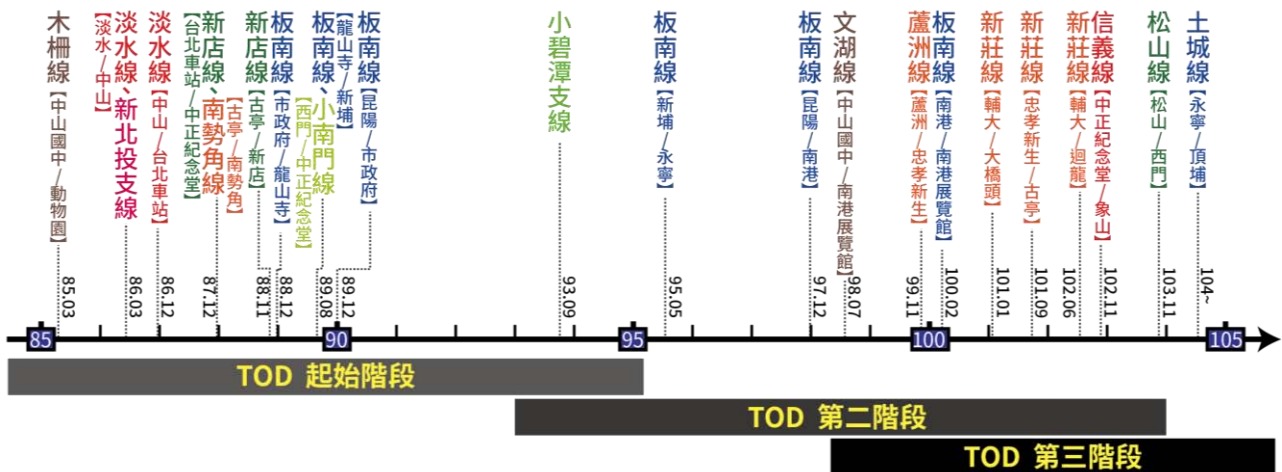 木柵線【中山國中/動物園】
淡水線、新北投支線
【淡水/中山】
淡水線【中山/台北車站】
新店線、南勢角線
【台北車站/中正紀念堂】
【古亭/南勢角】
新店線【古亭/新店】
板南線【市政府/龍山寺】
板南線、小南門線
【龍山寺/新埔】
【西門/中正紀念堂】
板南線【昆陽/市政府】
小碧潭支線
板南線【新埔/永寧】
板南線【昆陽/南港】
文湖線【中山國中/南港展覽館】
蘆洲線【蘆洲/忠孝新生】
板南線【南港/南港展覽館】
新莊線【輔大/大橋頭】
新莊線【忠孝新生/古亭】
新莊線【輔大/迴龍】
信義線【中正紀念堂/象山】
松山線【松山/西門】
土城線【永寧/頂埔】
85.03
86.03
86.12
87.12
88.11
88.12
89.08
89.12
93.09
95.05
97.12
98.07
99.11
100.02
101.01
101.09
102.06
102.11
103.11
104~
85
90
95
100
105
TOD 起始階段
TOD 第二階段
TOD 第三階段